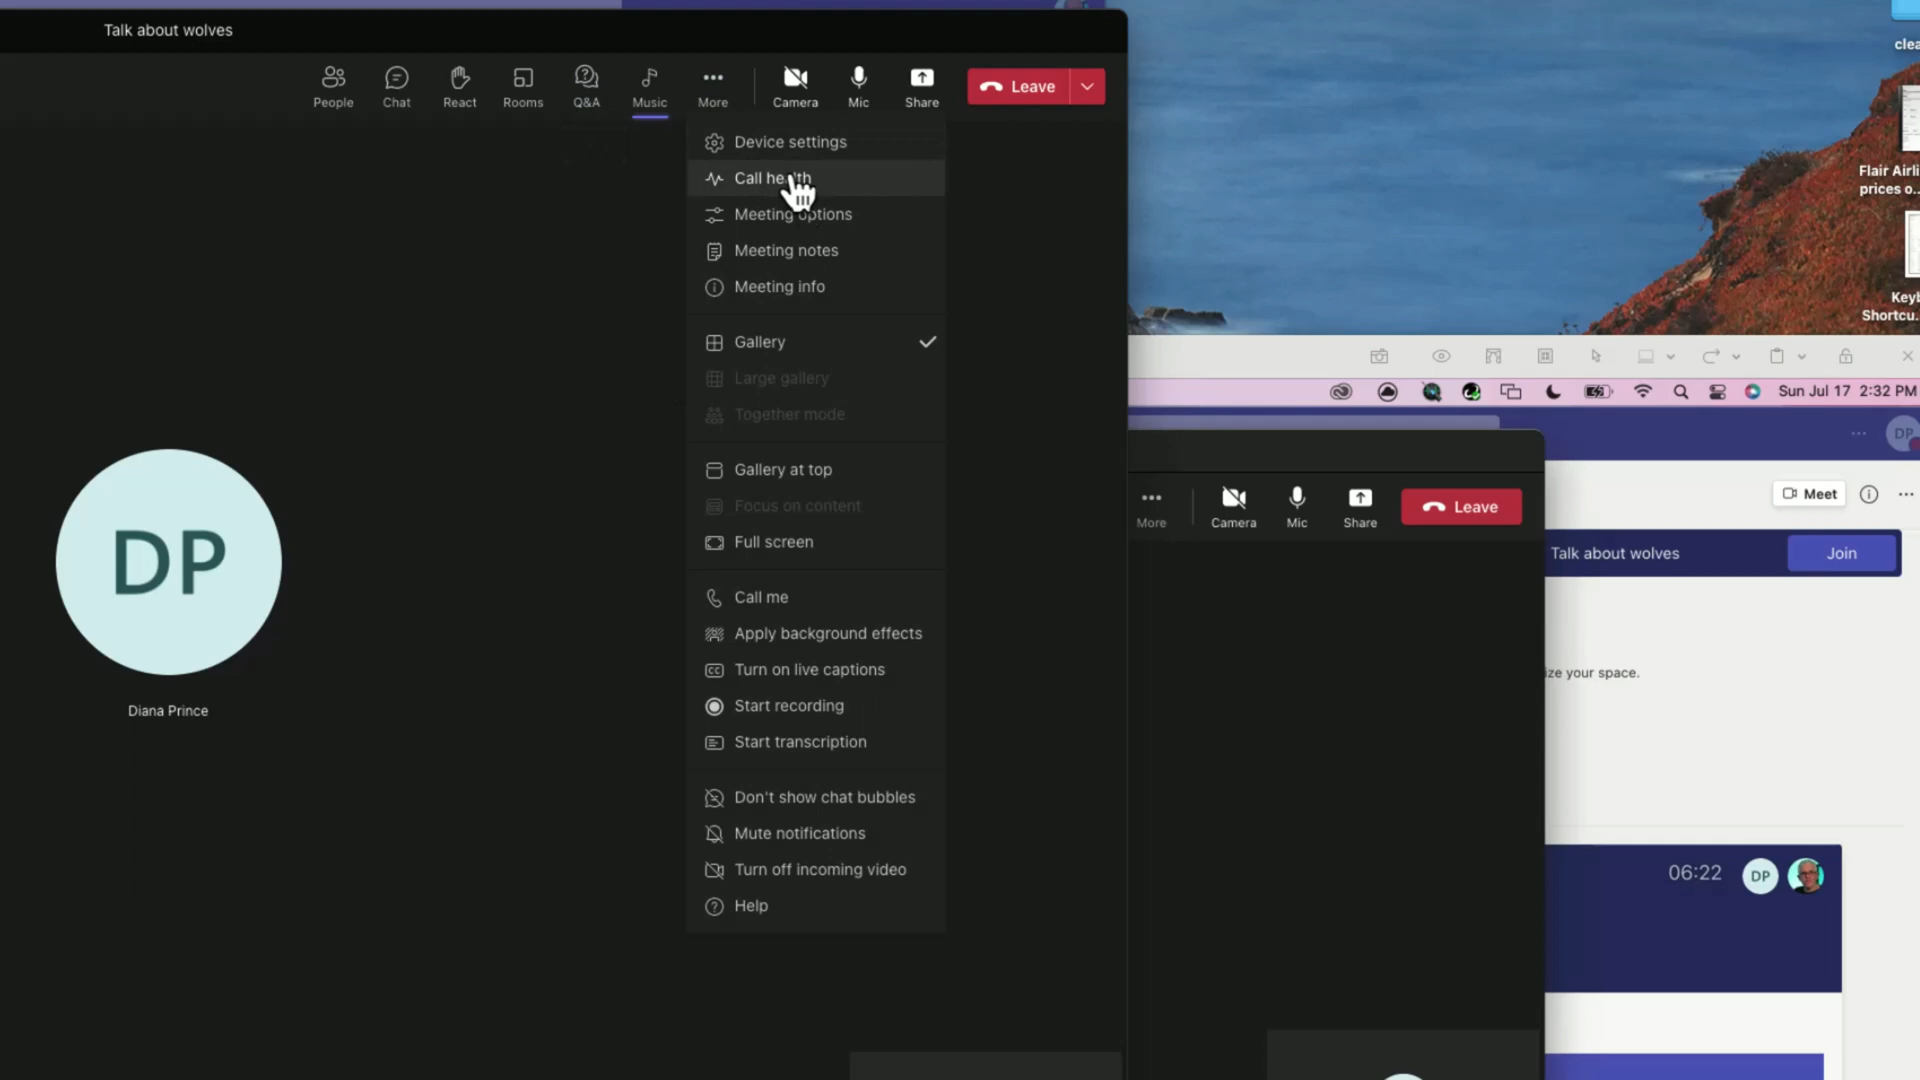 Talk about wolves
People
Chat
React
Rooms
Q&A
Music
More
Camera
Mic
Share
Leave
Device settings
Call health
Meeting options
Meeting notes
Meeting info
Gallery
Large gallery
Together mode
Gallery at top
Focus on content
Full screen
Call me
Apply background effects
Turn on live captions
Start recording
Start transcription
Don't show chat bubbles
Mute notifications
Turn off incoming video
Help
DP
Diana Prince
clea
Flair Airli
prices o...
Keyb
Shortcu...
Sun Jul 17 2:32 PM
DP
More
Camera
Mic
Share
Leave
Meet
Talk about wolves
Join
ize your space.
06:22
DP